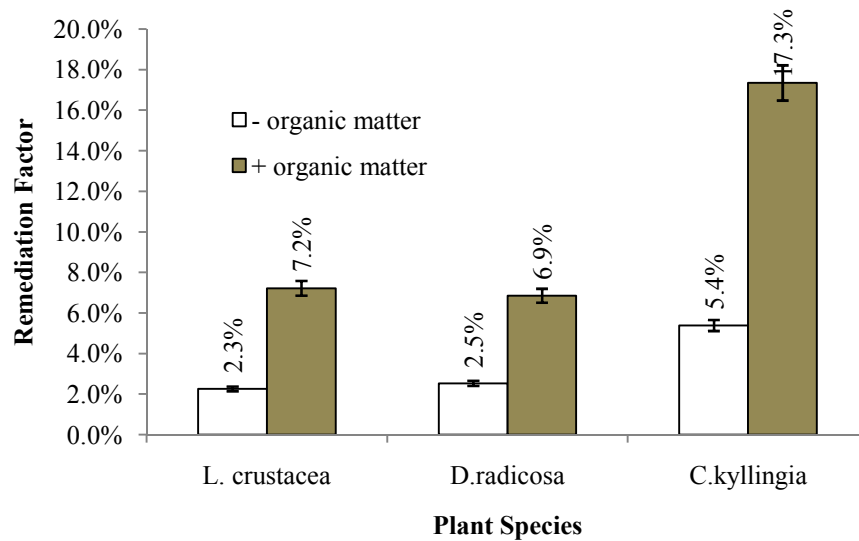 20.0%
18.0%
16.0%
14.0%
12.0%
10.0%
8.0%
6.0%
4.0%
2.0%
0.0%
Remediation Factor
- organic matter
+ organic matter
2.3%
7.2%
2.5%
6.9%
5.4%
17.3%
L. crustacea
D.radicosa
C.kyllingia
Plant Species